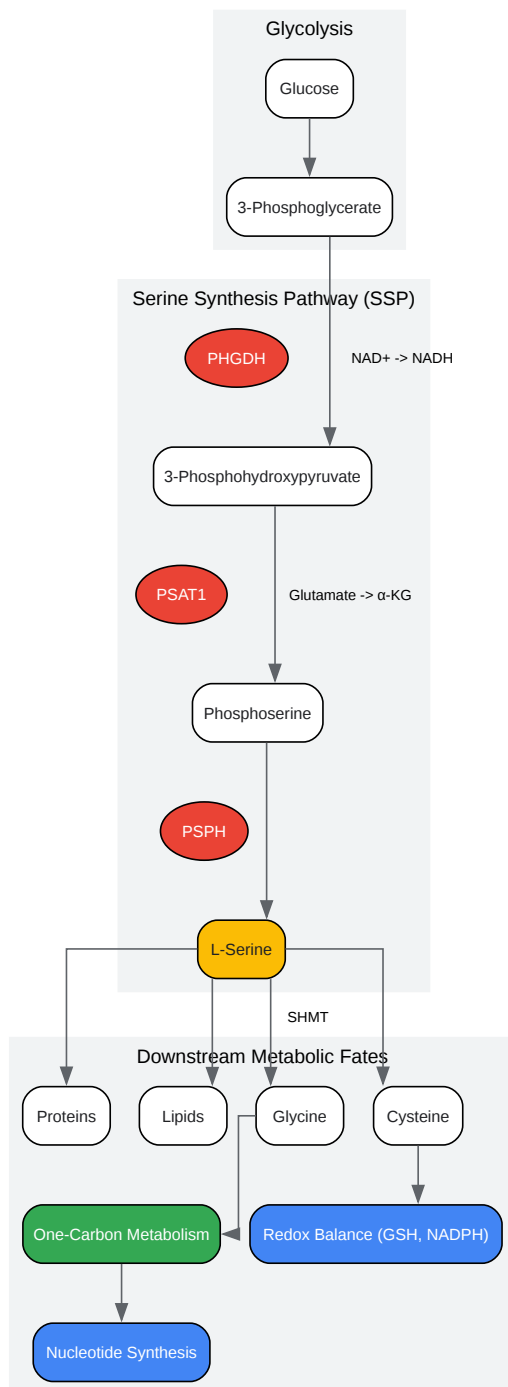 Glycolysis
Glucose
3-Phosphoglycerate
Serine Synthesis Pathway (SSP)
PHGDH
NAD+ -> NADH
3-Phosphohydroxypyruvate
PSAT1
Glutamate -> α-KG
Phosphoserine
PSPH
L-Serine
SHMT
Downstream Metabolic Fates
Proteins
Lipids
Glycine
Cysteine
One-Carbon Metabolism
Redox Balance (GSH, NADPH)
Nucleotide Synthesis